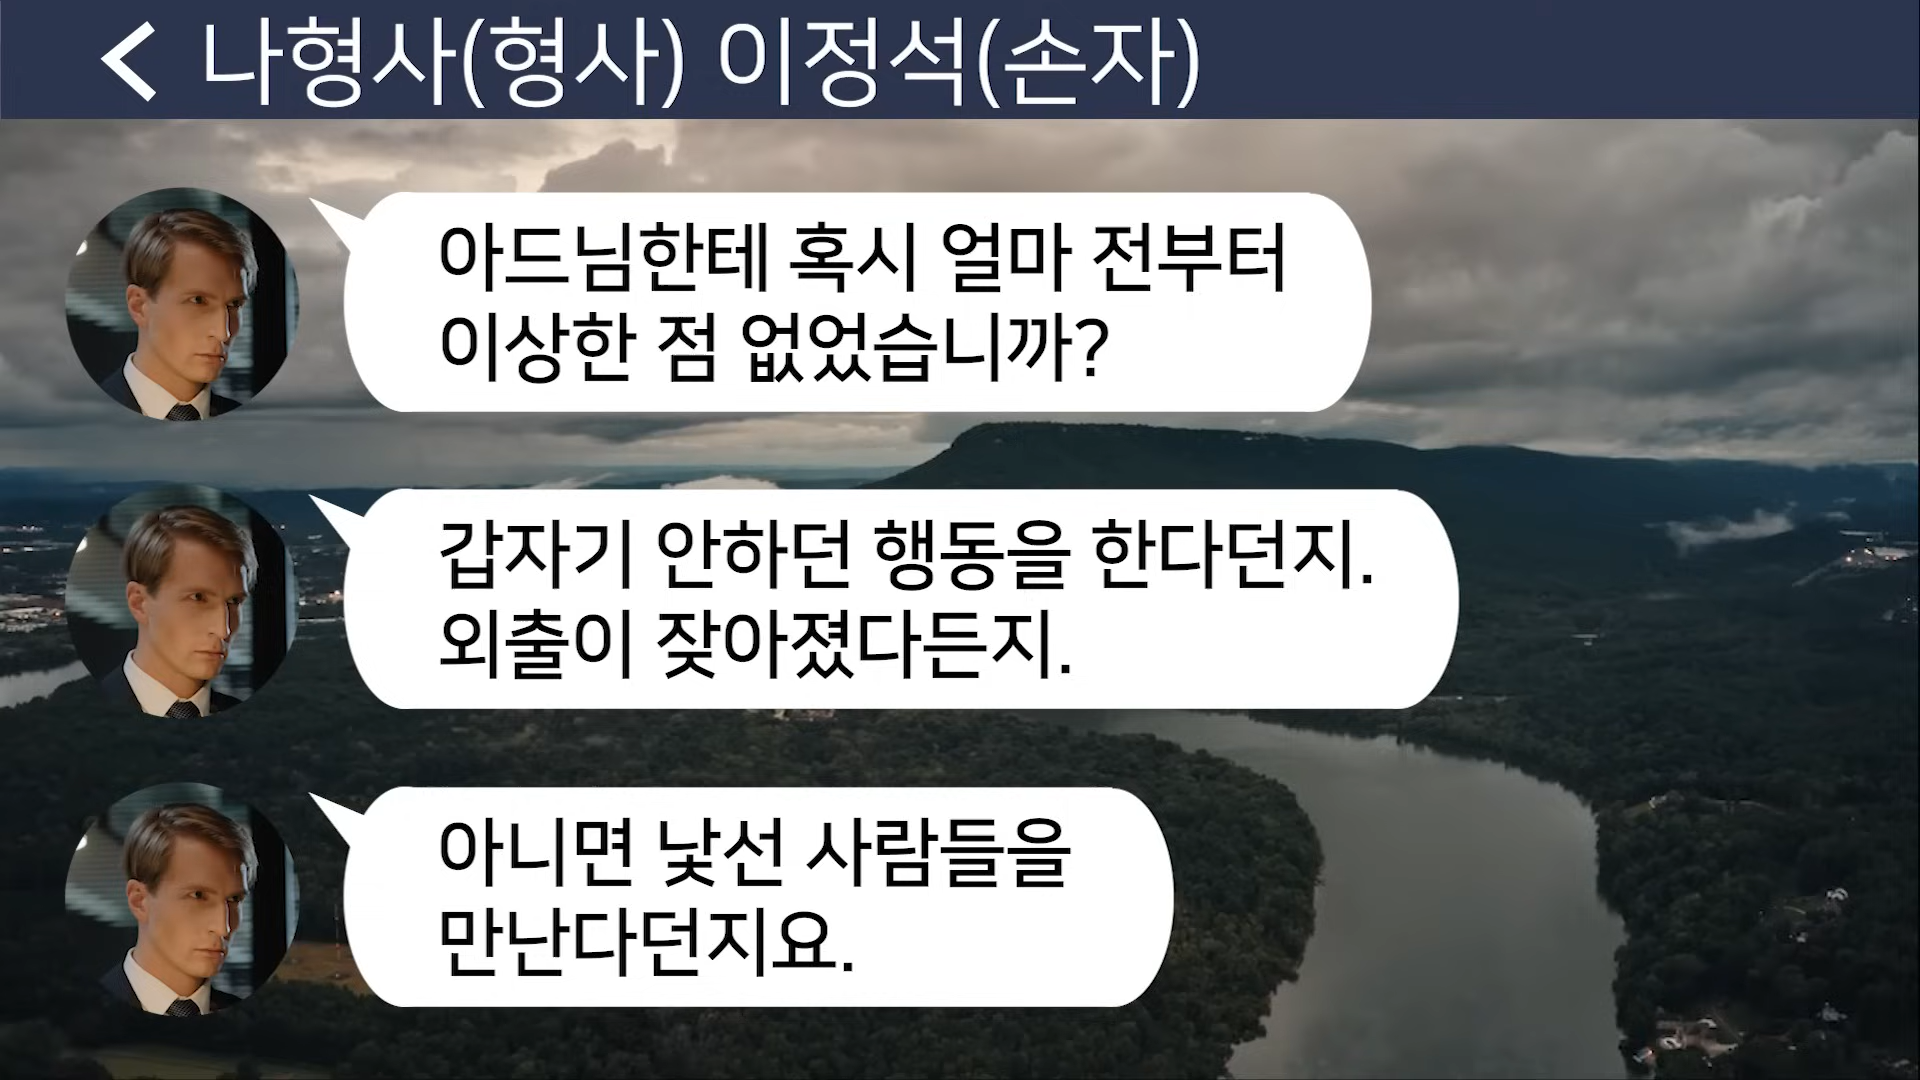 나형사(형사) 이정석(손자)
아드님한테 혹시 얼마 전부터
이상한 점 없었습니까?
갑자기 안하던 행동을 한다던지.
외출이 잦아졌다든지.
아니면 낯선 사람들을
만난다던지요.